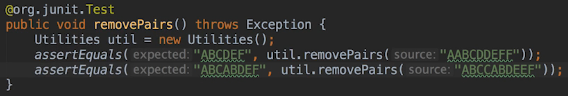 @org.junit.Test
public void removePairs() throws Exception {
Utilities util = new Utilities();
assertEquals( expected: "ABCDEF", util.removePairs( source: "AABCDDEFF"));
assertEquals( expected: "ABCABDEF", util.removePairs( source: "ABCCABDEEF"));
}